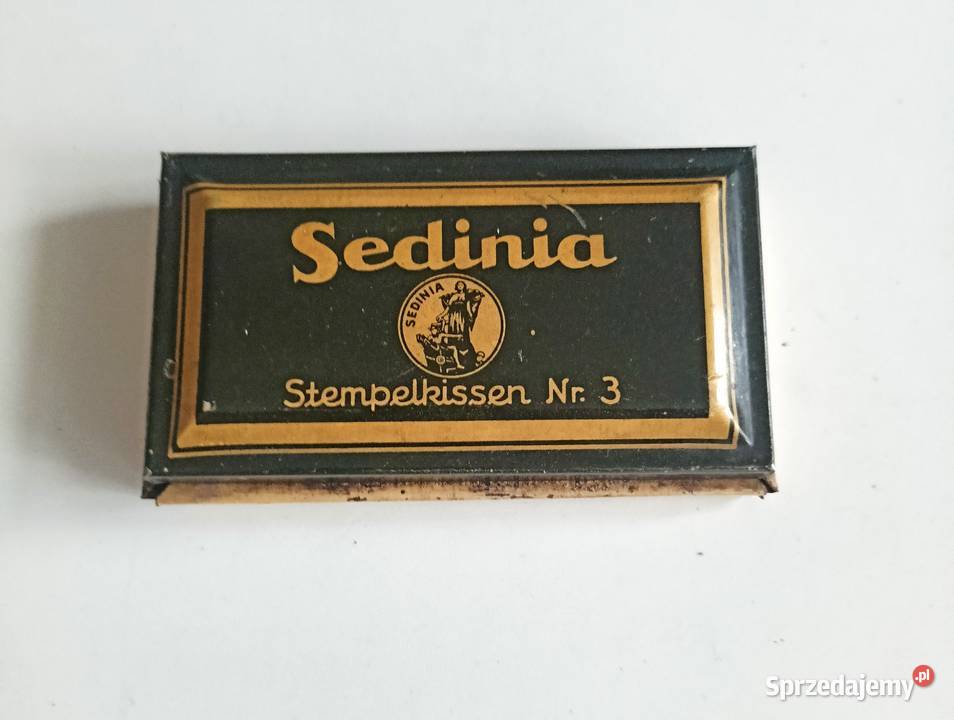 Sedinia
SEDINIA
Stempelkissen Nr. 3
Sprzedajemy.pl